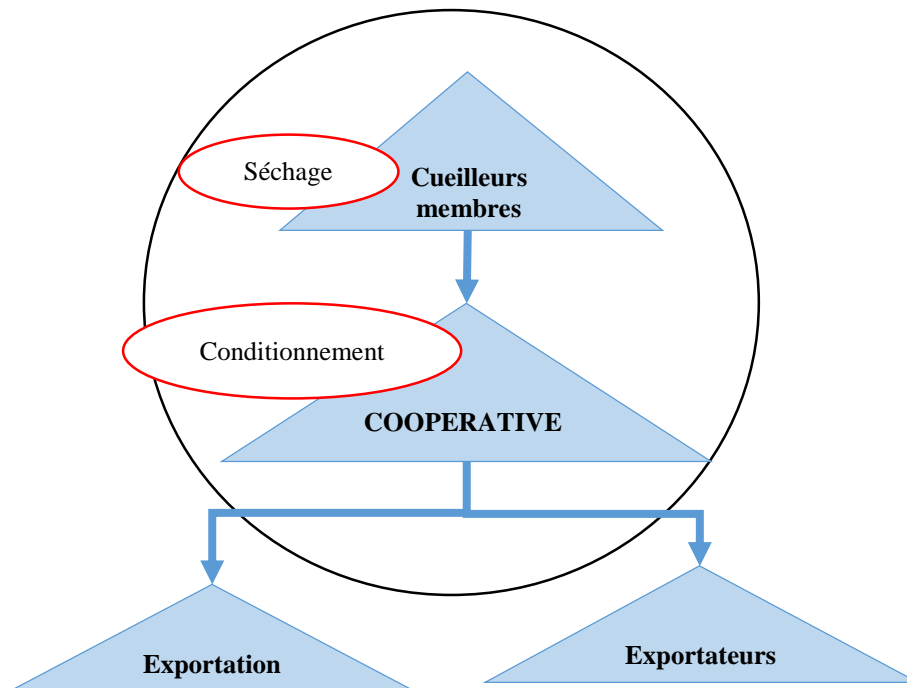 Séchage
Cueilleurs
membres
Conditionnement
COOPERATIVE
Exportation
Exportateurs